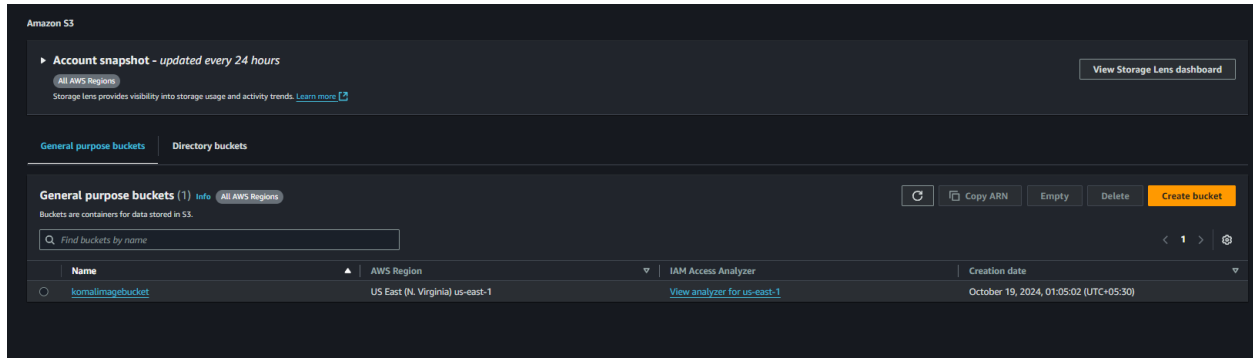 Amazon S3
Account snapshot - updated every 24 hours
All AWS Regions
Storage lens provides visibility into storage usage and activity trends. Learn more
View Storage Lens dashboard
General purpose buckets Directory buckets
General purpose buckets (1) Info All AWS Regions
Copy ARN Empty Delete Create bucket
Buckets are containers for data stored in S3.
Find buckets by name
1
Name AWS Region IAM Access Analyzer Creation date
komalimagebucket US East (N. Virginia) us-east-1 View analyzer for us-east-1 October 19, 2024, 01:05:02 (UTC+05:30)